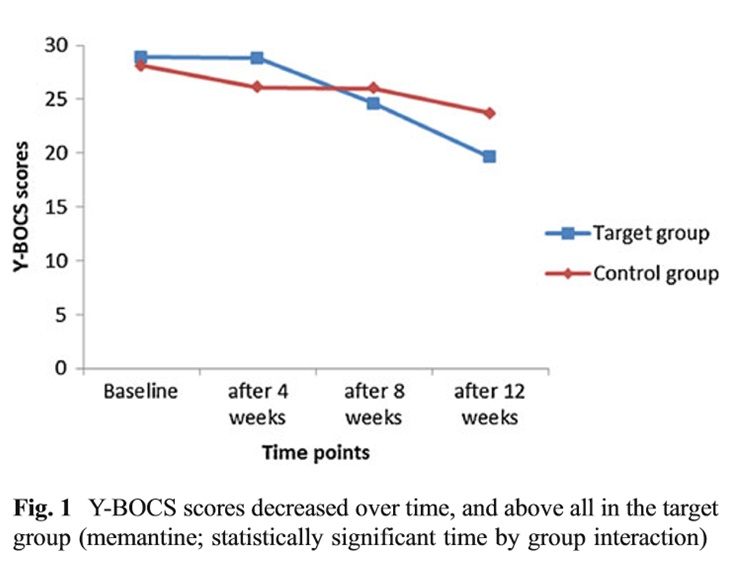 30
25
20
15
10
5
0
Y-BOCS scores
Baseline
after 4
weeks
after 8
weeks
after 12
weeks
Time points
Target group
Control group
Fig. 1 Y-BOCS scores decreased over time, and above all in the target
group (memantine; statistically significant time by group interaction)